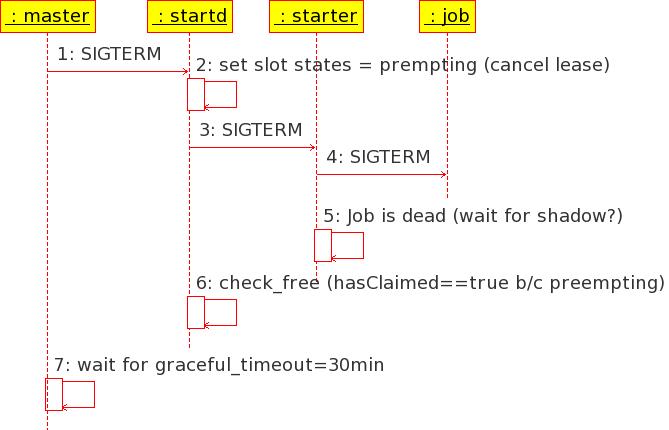 : master
: startd
: starter
: job
1: SIGTERM
2: set slot states = prempting (cancel lease)
3: SIGTERM
4: SIGTERM
5: Job is dead (wait for shadow?)
6: check_free (hasClaimed==true b/c preempting)
7: wait for graceful_timeout=30min